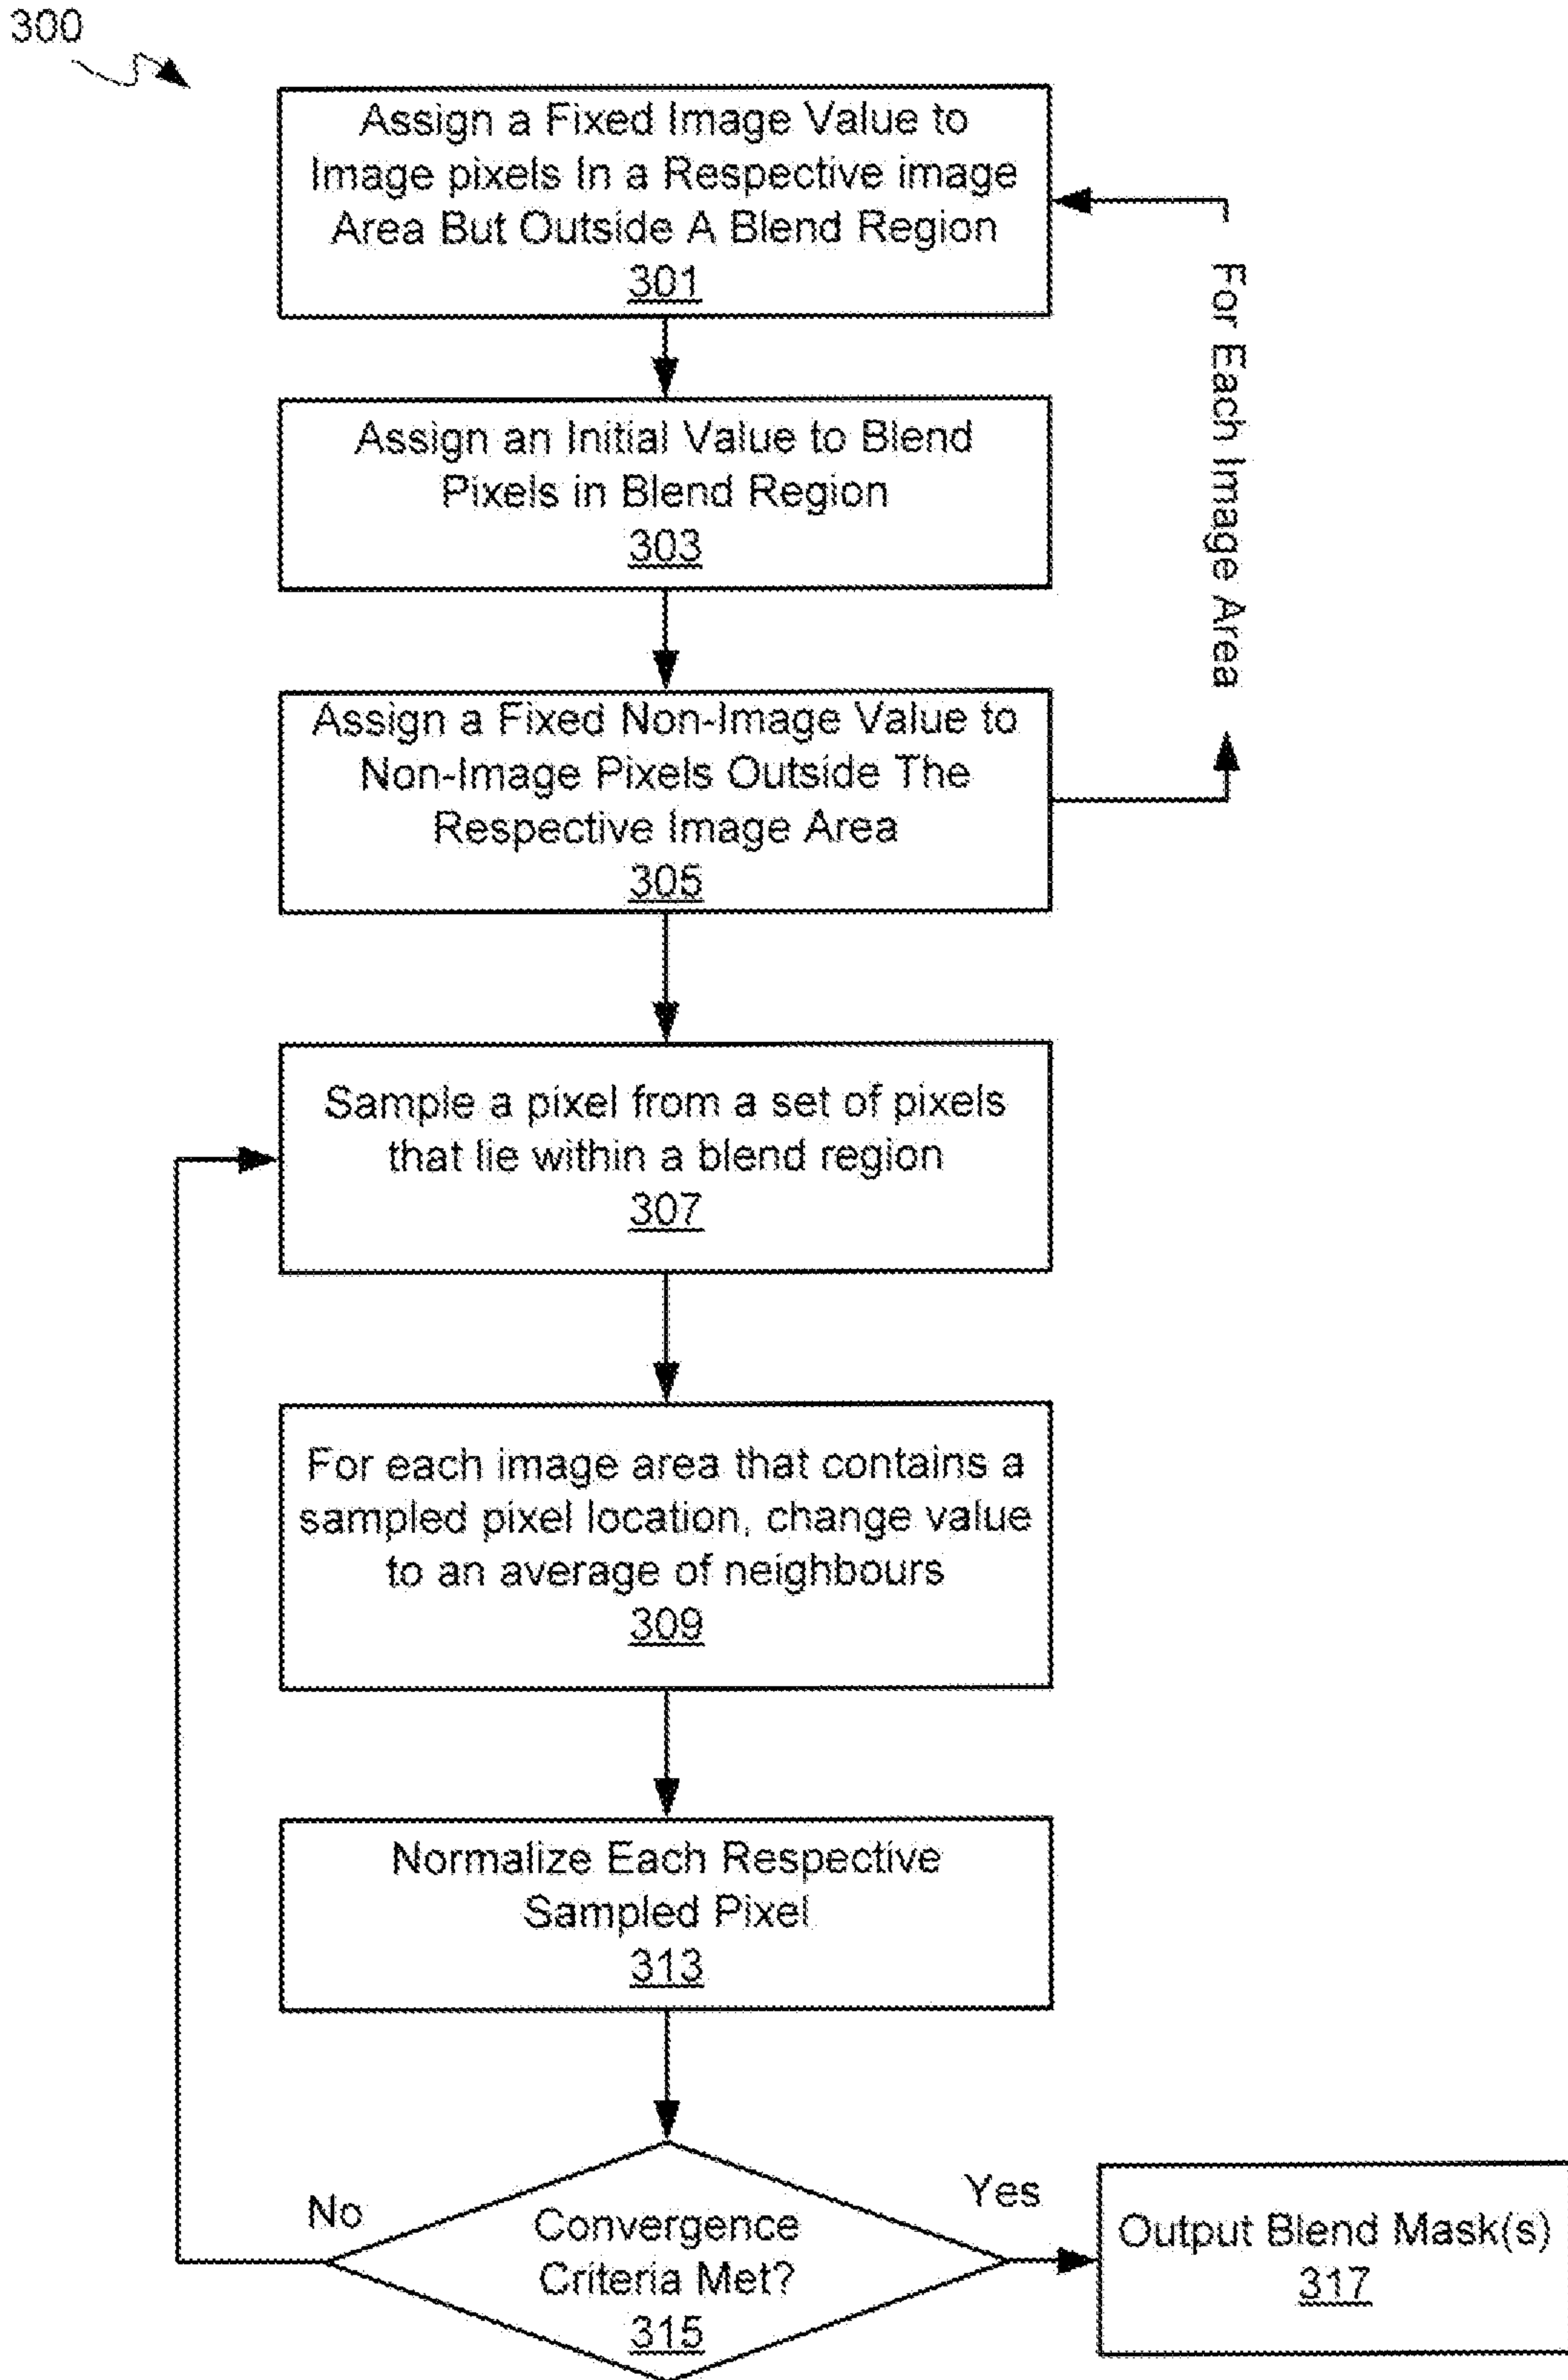 300
Assign a Fixed Image Value to
Image pixels In a Respective image
Area But Outside A Blend Region
301
For Each Image Area
Assign an Initial Value to Blend
Pixels in Blend Region
303
Assign a Fixed Non-Image Value to
Non-Image Pixels Outside The
Respective Image Area
305
Sample a pixel from a set of pixels
that lie within a blend region
307
For each image area that contains a
sampled pixel location, change value
to an average of neighbours
309
Normalize Each Respective
Sampled Pixel
313
No
Convergence
Criteria Met?
315
Yes
Output Blend Mask(s)
317